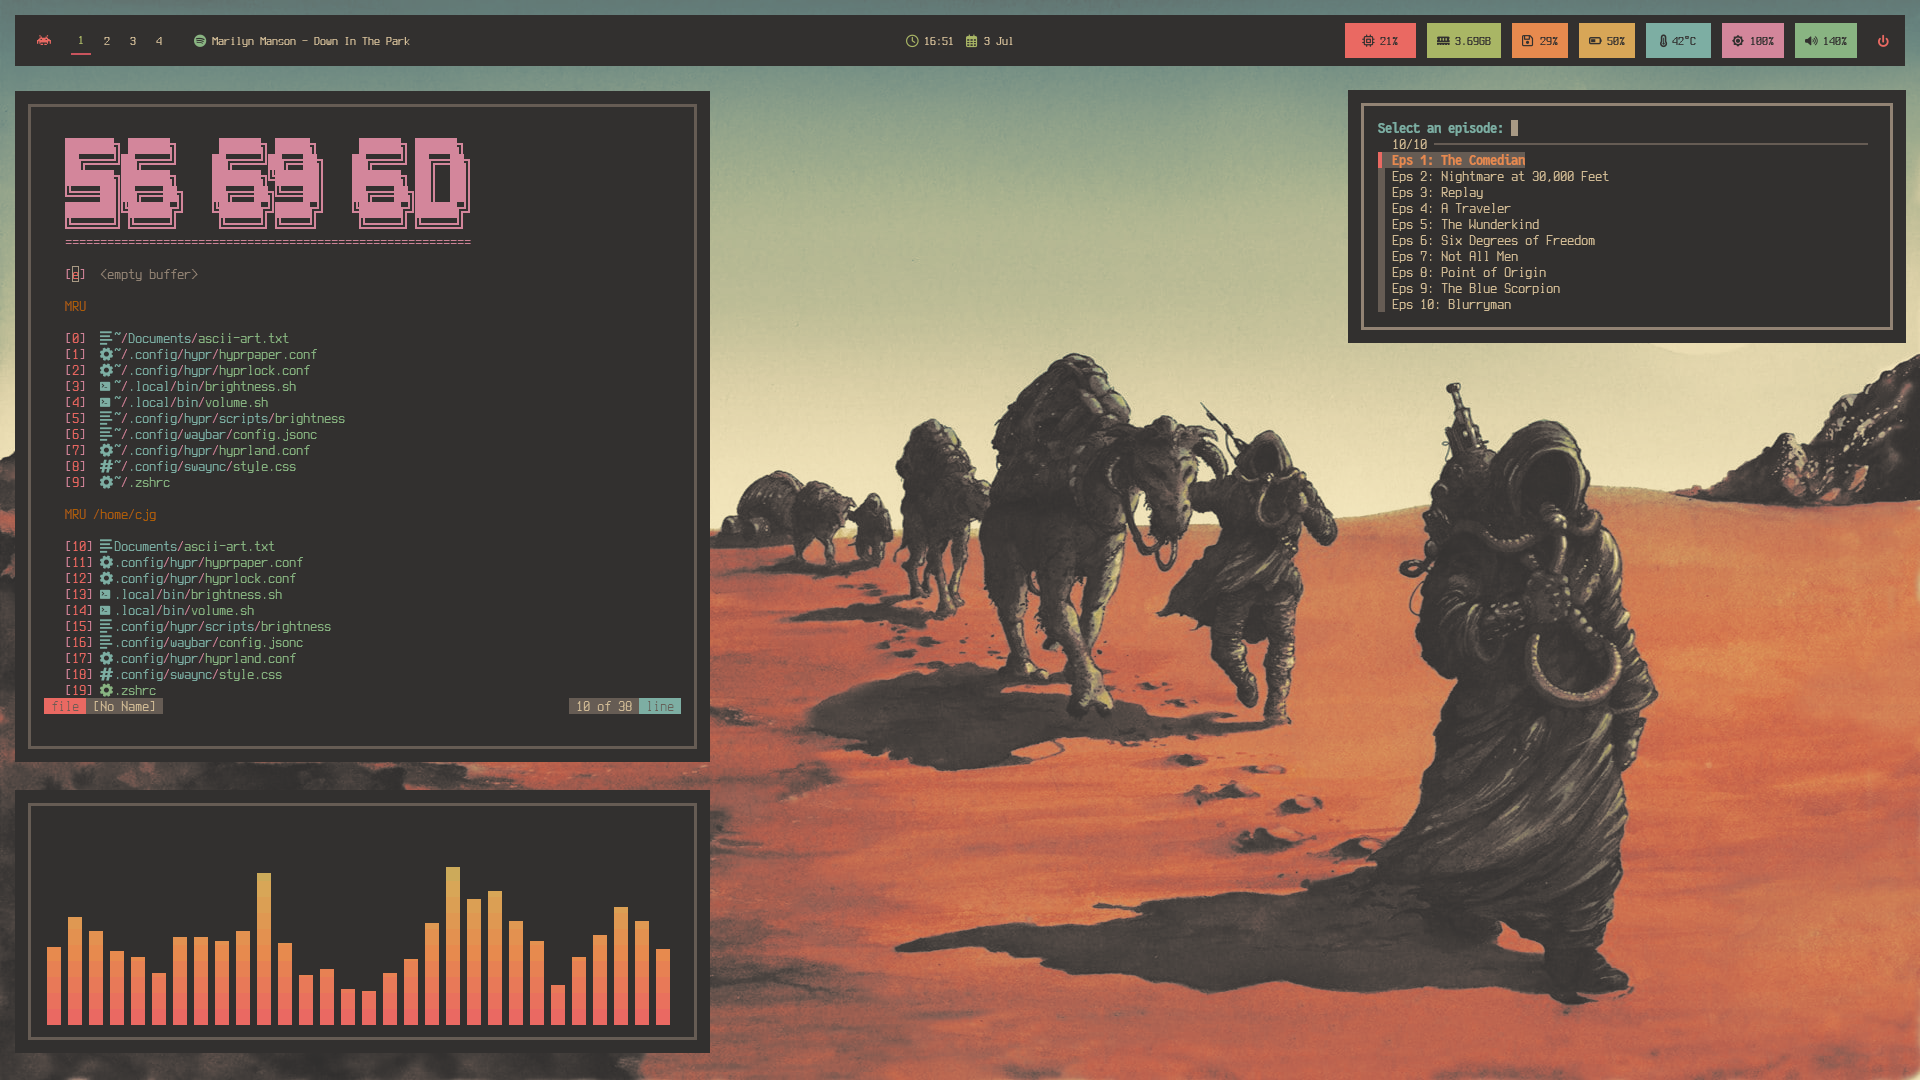 1 2 3 4 Marilyn Manson - Down In The Park 16:51 3 Jul 21% 3.69GB 29% 50% 42°C 100% 140%
========================================================
[e] <empty buffer>
MRU
[0] ~/Documents/ascii-art.txt
[1] ~/.config/hypr/hyprpaper.conf
[2] ~/.config/hypr/hyprlock.conf
[3] ~/.local/bin/brightness.sh
[4] ~/.local/bin/volume.sh
[5] ~/.config/hypr/scripts/brightness
[6] ~/.config/waybar/config.jsonc
[7] ~/.config/hypr/hyprland.conf
[8] ~/.config/swaync/style.css
[9] ~/.zshrc
MRU /home/cjg
[10] Documents/ascii-art.txt
[11] .config/hypr/hyprpaper.conf
[12] .config/hypr/hyprlock.conf
[13] .local/bin/brightness.sh
[14] .local/bin/volume.sh
[15] .config/hypr/scripts/brightness
[16] .config/waybar/config.jsonc
[17] .config/hypr/hyprland.conf
[18] .config/swaync/style.css
[19] .zshrc
file [No Name] 10 of 38 line
Select an episode:
10/10
Eps 1: The Comedian
Eps 2: Nightmare at 30,000 Feet
Eps 3: Replay
Eps 4: A Traveler
Eps 5: The Wunderkind
Eps 6: Six Degrees of Freedom
Eps 7: Not All Men
Eps 8: Point of Origin
Eps 9: The Blue Scorpion
Eps 10: Blurryman